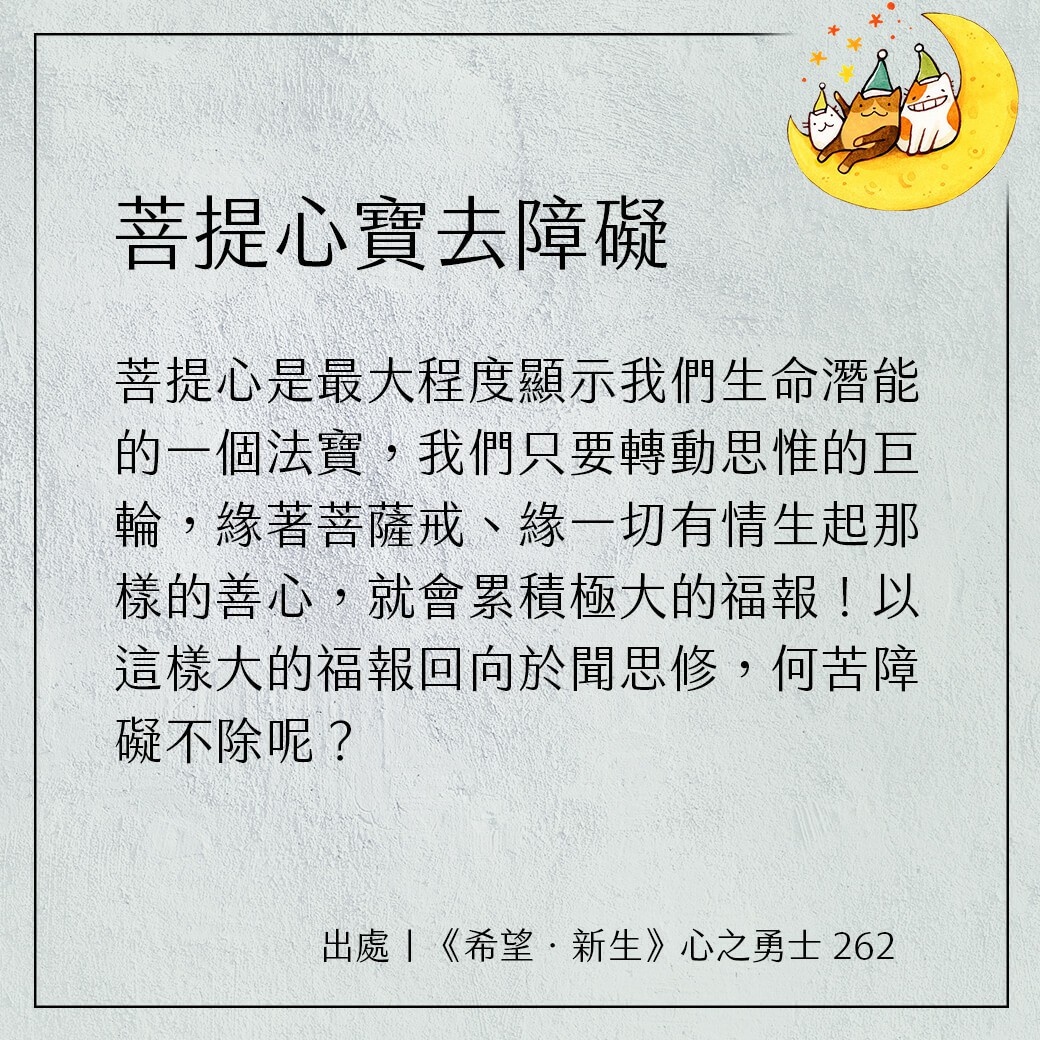 菩提心寶去障礙
菩提心是最大程度顯示我們生命潛能
的一個法寶，我們只要轉動思惟的巨
輪，緣著菩薩戒、緣一切有情生起那
樣的善心，就會累積極大的福報！以
這樣大的福報回向於聞思修，何苦障
礙不除呢？
出處｜《希望．新生》心之勇士 262